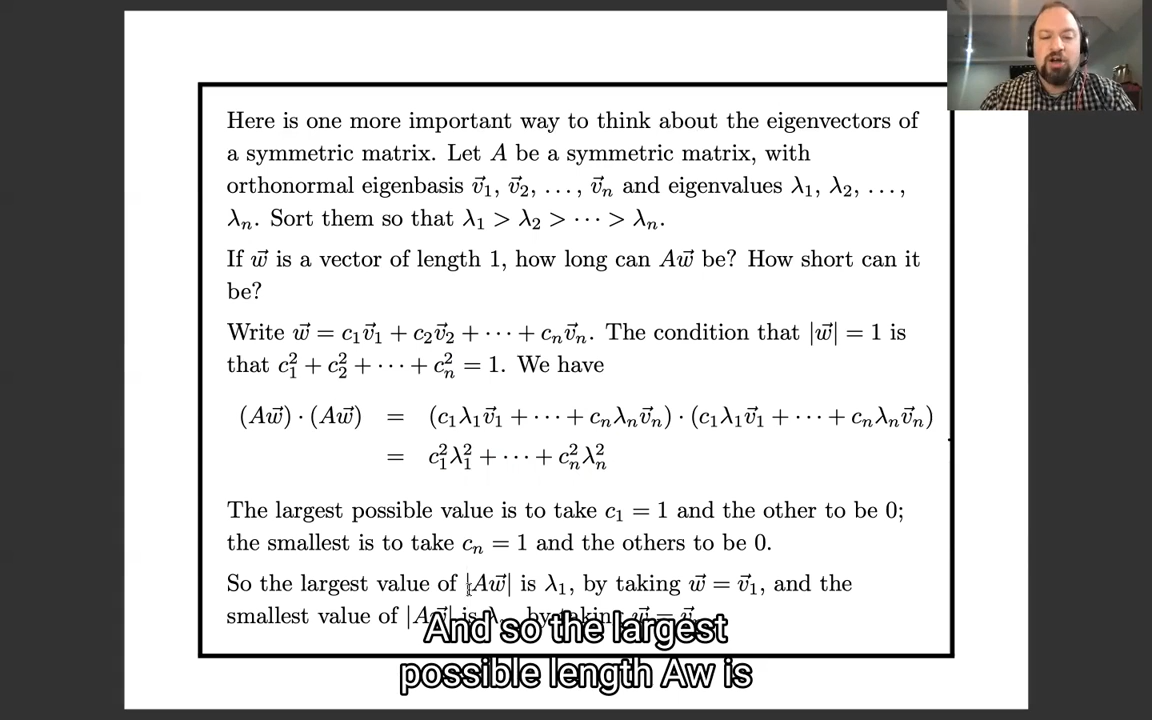 Here is one more important way to think about the eigenvectors of
a symmetric matrix. Let A be a symmetric matrix, with
orthonormal eigenbasis v⃗₁, v⃗₂, …, v⃗ₙ and eigenvalues λ₁, λ₂, …,
λₙ. Sort them so that λ₁ > λ₂ > ⋯ > λₙ.
If w⃗ is a vector of length 1, how long can Aw⃗ be? How short can it
be?
Write w⃗ = c₁v⃗₁ + c₂v⃗₂ + ⋯ + cₙv⃗ₙ. The condition that |w⃗| = 1 is
that c₁² + c₂² + ⋯ + cₙ² = 1. We have
(Aw⃗) · (Aw⃗) = (c₁λ₁v⃗₁ + ⋯ + cₙλₙv⃗ₙ) · (c₁λ₁v⃗₁ + ⋯ + cₙλₙv⃗ₙ)
= c₁²λ₁² + ⋯ + cₙ²λₙ²
The largest possible value is to take c₁ = 1 and the other to be 0;
the smallest is to take cₙ = 1 and the others to be 0.
So the largest value of |Aw⃗| is λ₁, by taking w⃗ = v⃗₁, and the
smallest value of |A
And so the largest
possible length Aw is